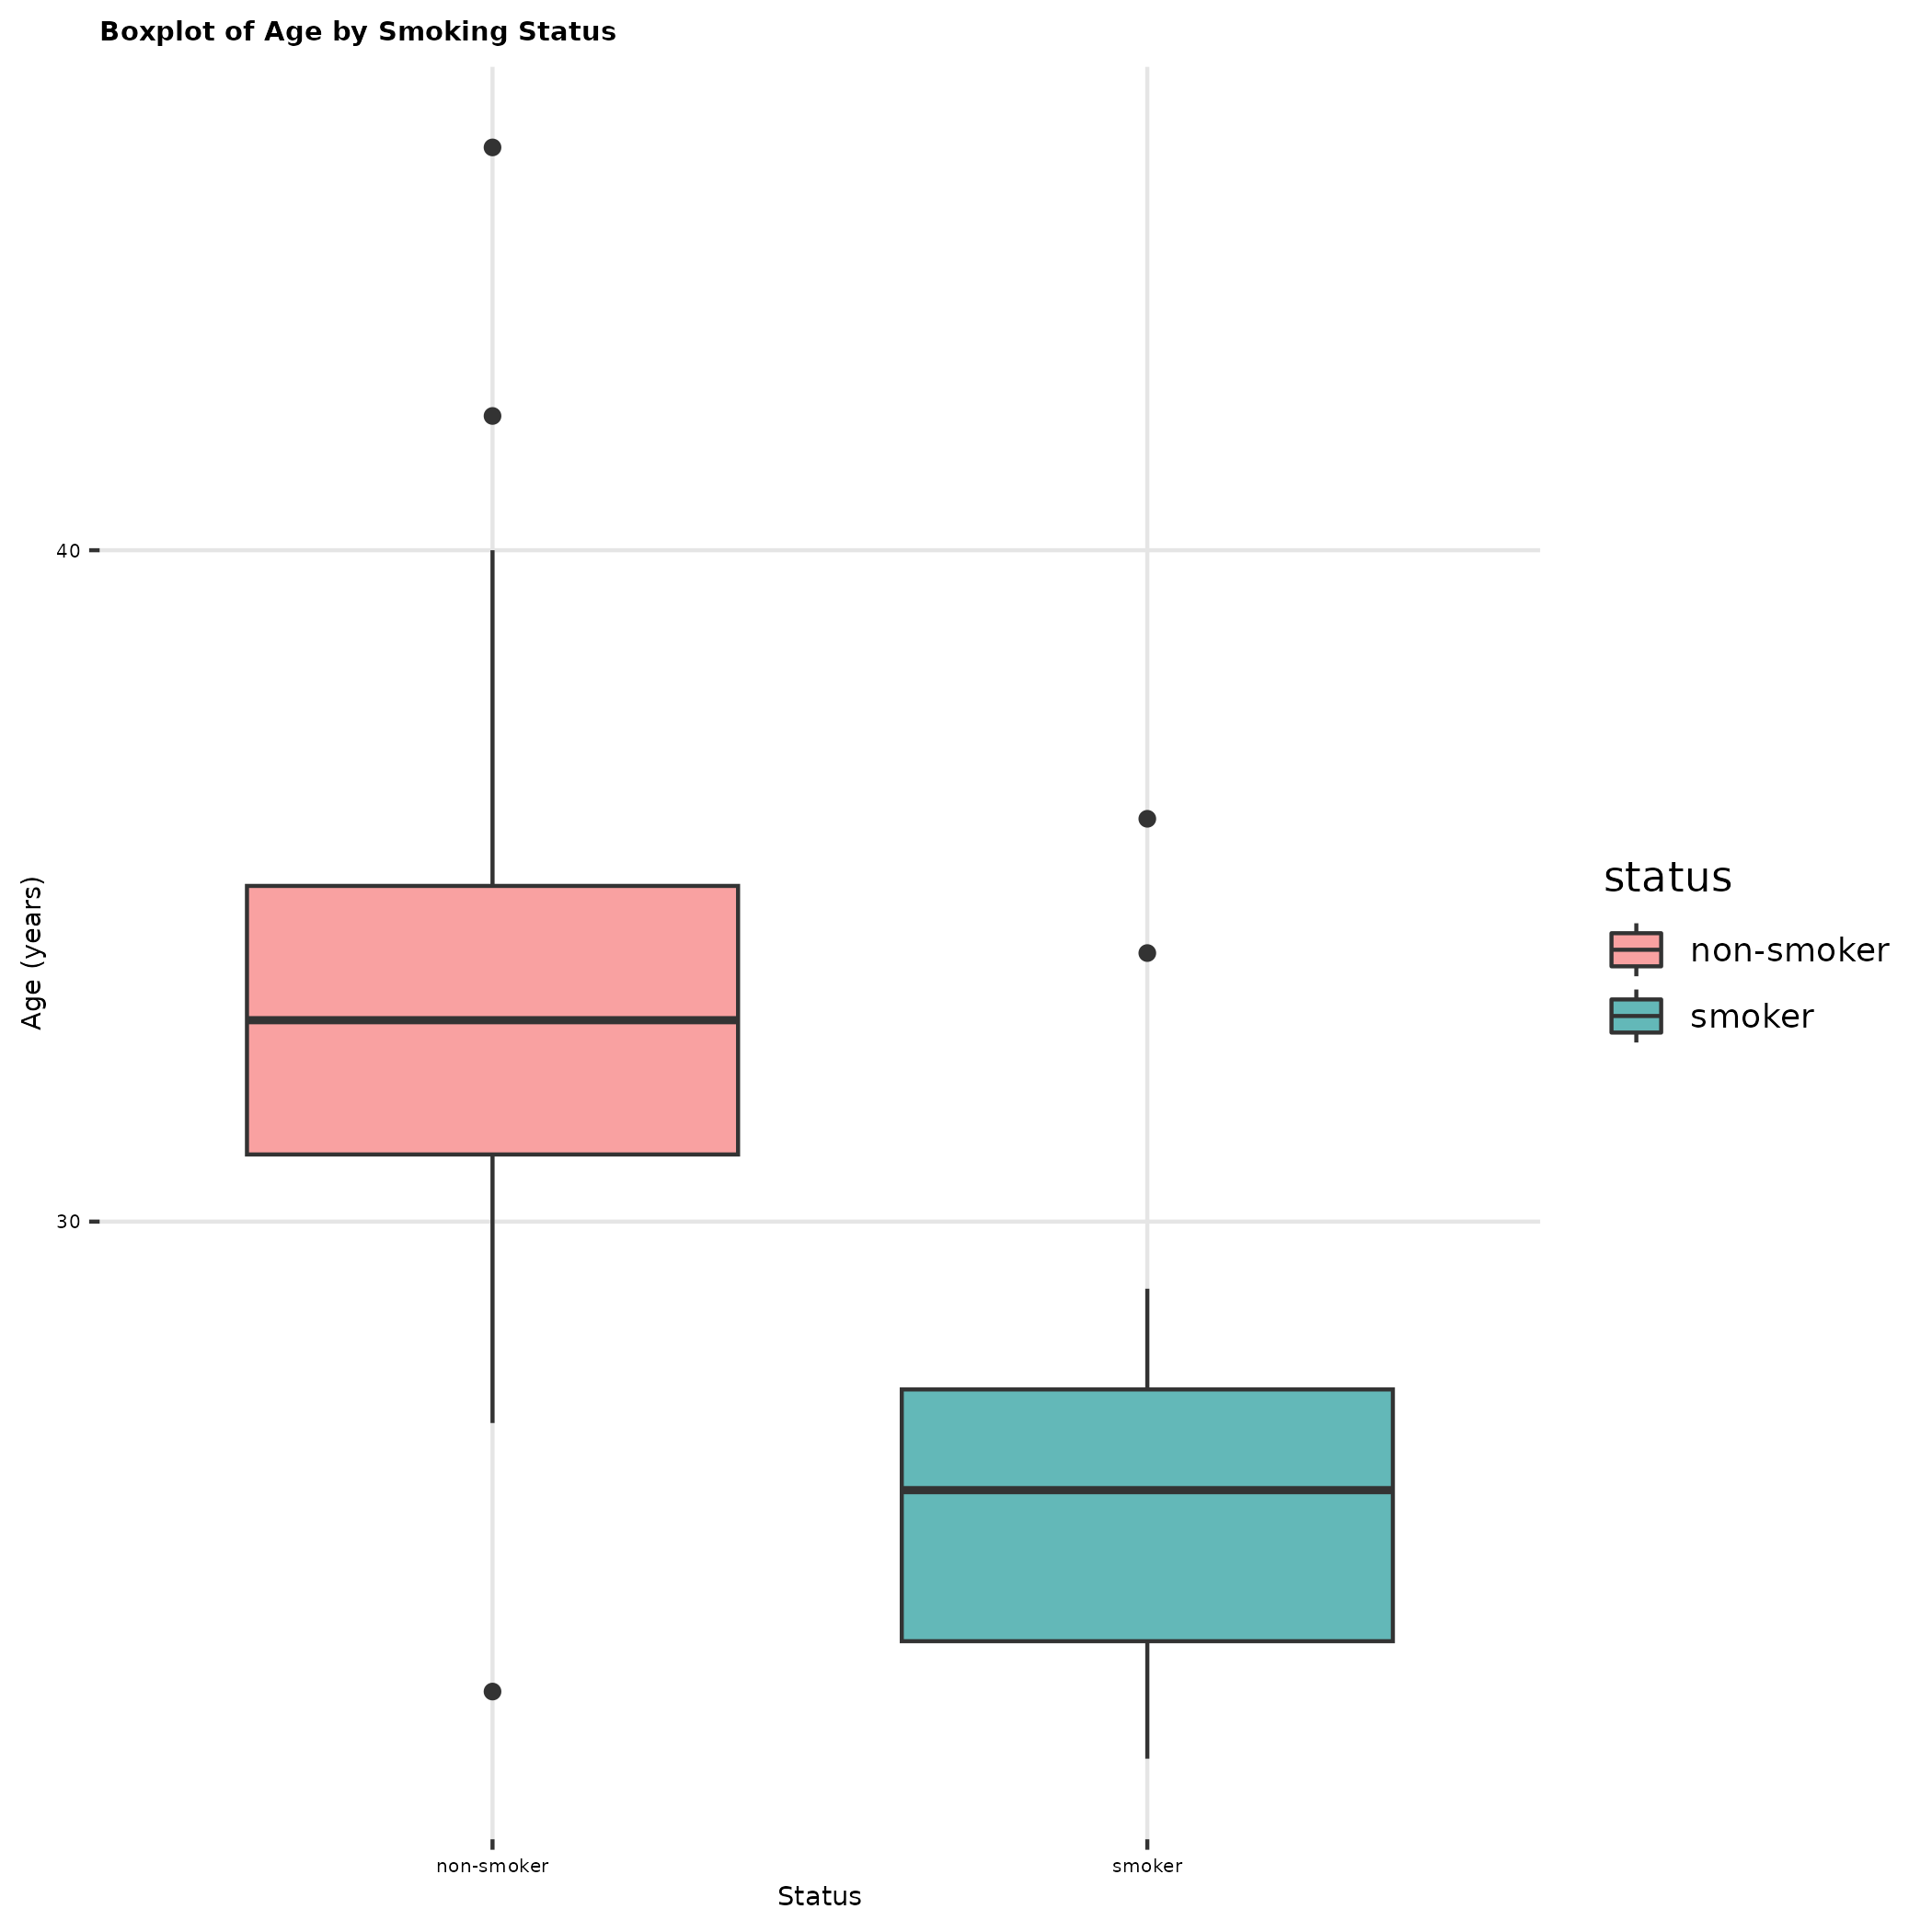 Boxplot of Age by Smoking Status
Age (years)
40
30
non-smoker
smoker
Status
status
non-smoker
smoker